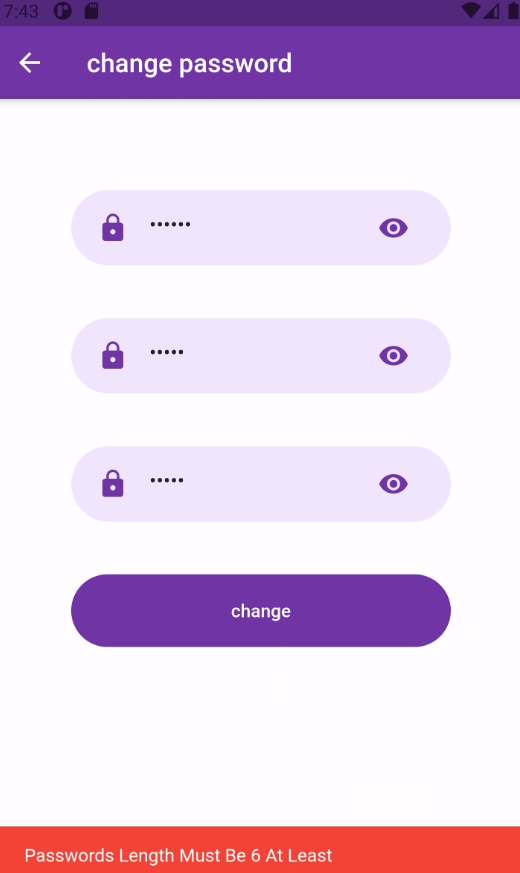 7:43
change password
••••••
•••••
•••••
change
Passwords Length Must Be 6 At Least